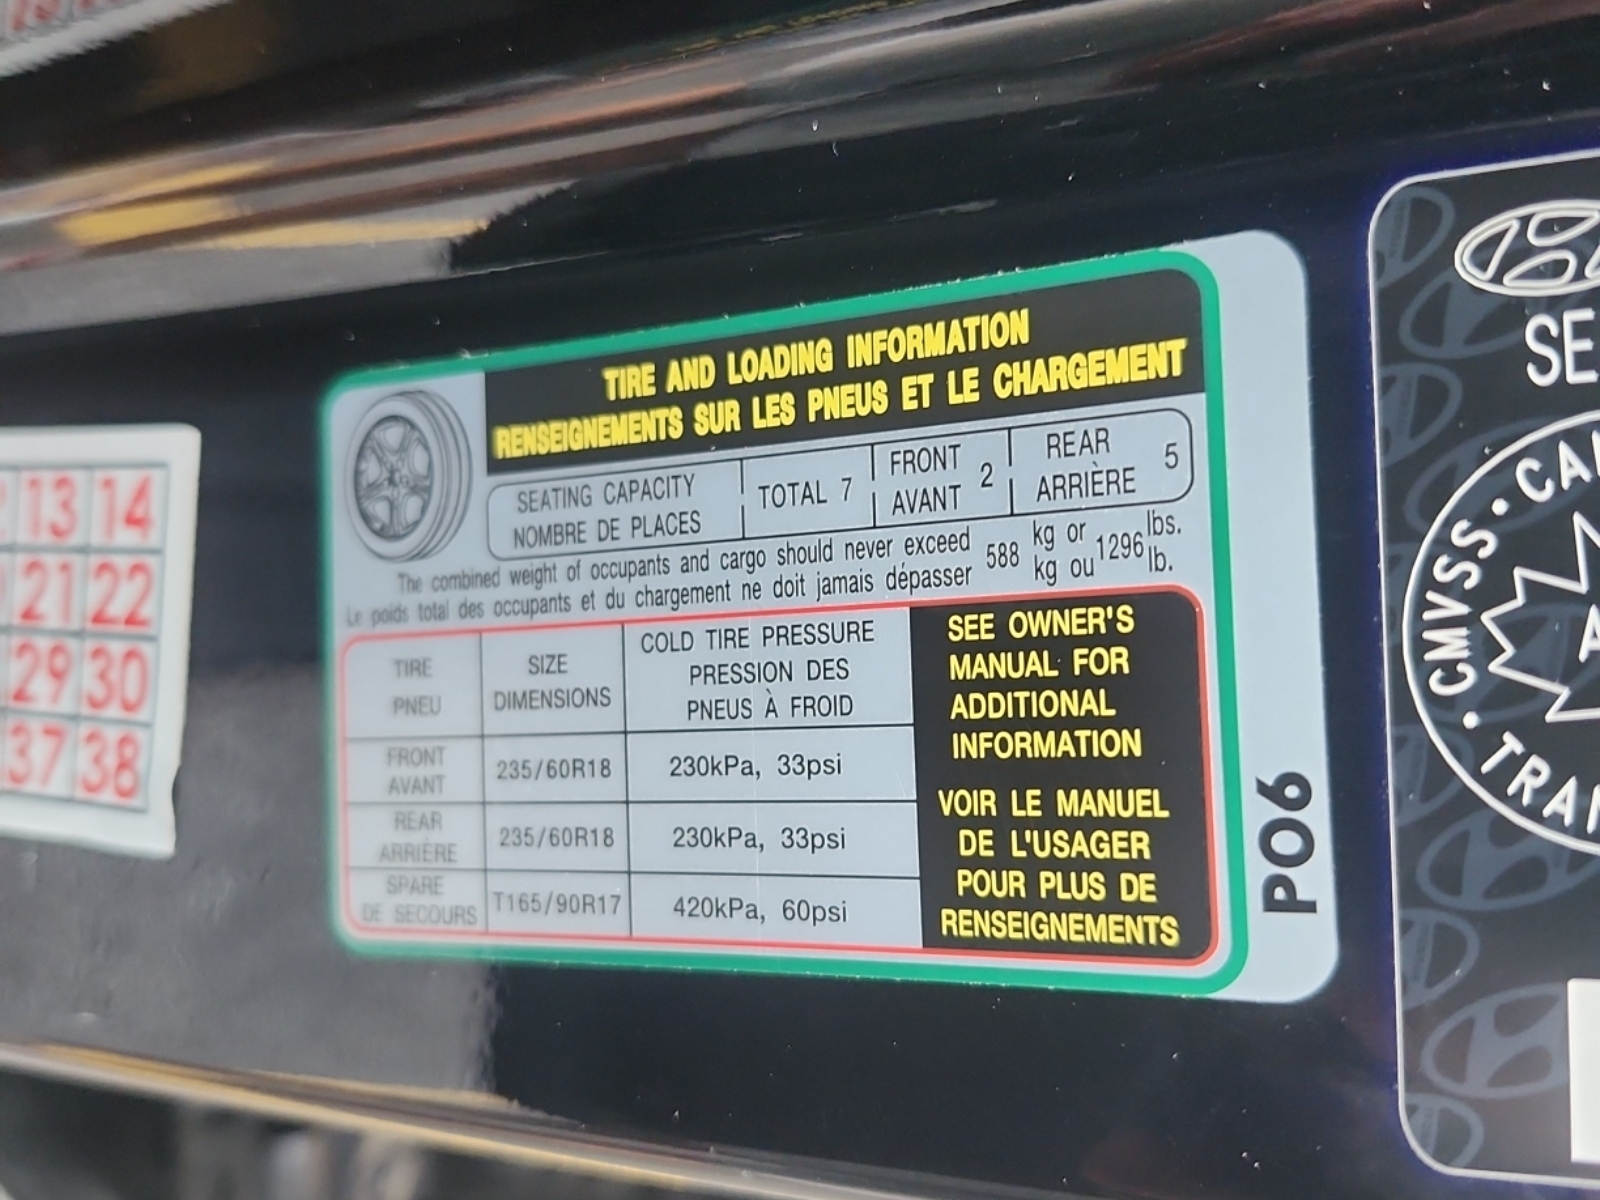 TIRE AND LOADING INFORMATION
RENSEIGNEMENTS SUR LES PNEUS ET LE CHARGEMENT
SEATING CAPACITY
NOMBRE DE PLACES
TOTAL 7
FRONT
AVANT
2
REAR
ARRIÈRE
5
The combined weight of occupants and cargo should never exceed 588 kg or 1296 lbs.
Le poids total des occupants et du chargement ne doit jamais dépasser kg ou lb.
TIRE
PNEU
SIZE
DIMENSIONS
COLD TIRE PRESSURE
PRESSION DES
PNEUS À FROID
FRONT
AVANT
235/60R18
230kPa, 33psi
REAR
ARRIÈRE
235/60R18
230kPa, 33psi
SPARE
DE SECOURS
T165/90R17
420kPa, 60psi
SEE OWNER'S
MANUAL FOR
ADDITIONAL
INFORMATION
VOIR LE MANUEL
DE L'USAGER
POUR PLUS DE
RENSEIGNEMENTS
PO6
13 14
21 22
29 30
37 38
SE
CMVSS
CA
TRA